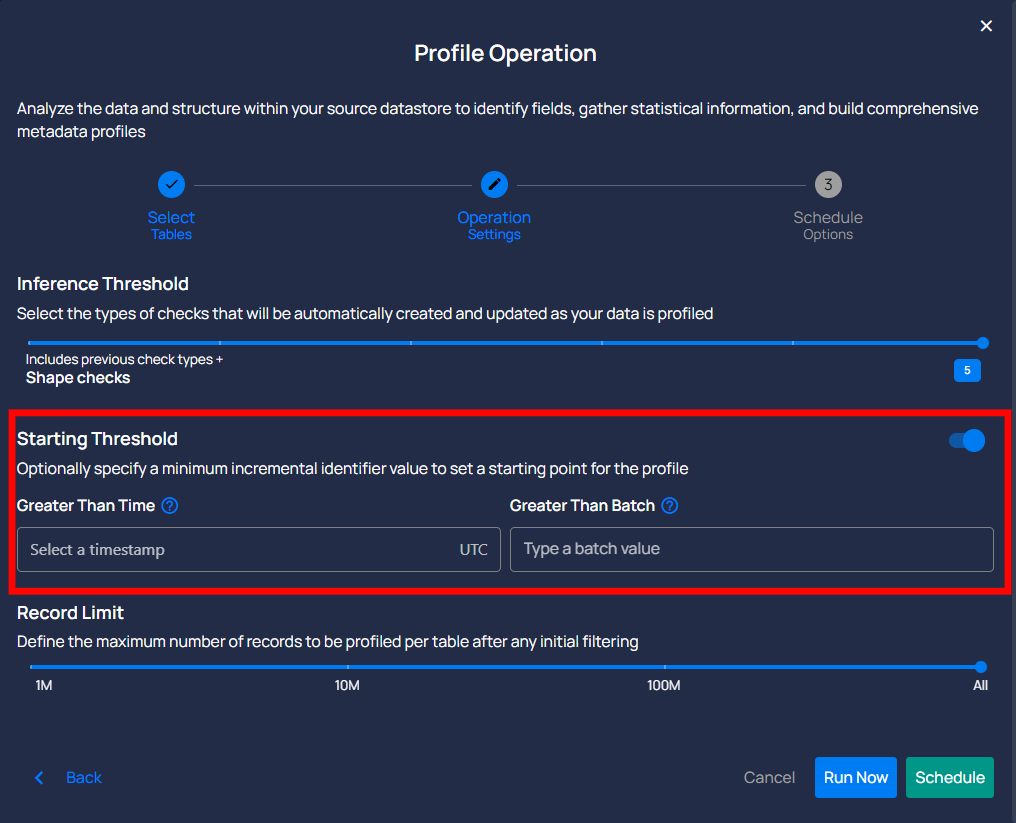 Profile Operation
Analyze the data and structure within your source datastore to identify fields, gather statistical information, and build comprehensive
metadata profiles
3
Select
Tables
Operation
Settings
Schedule
Options
Inference Threshold
Select the types of checks that will be automatically created and updated as your data is profiled
Includes previous check types +
Shape checks
5
Starting Threshold
Optionally specify a minimum incremental identifier value to set a starting point for the profile
Greater Than Time ?
Greater Than Batch ?
Select a timestamp UTC
Type a batch value
Record Limit
Define the maximum number of records to be profiled per table after any initial filtering
1M 10M 100M All
Back Cancel Run Now Schedule